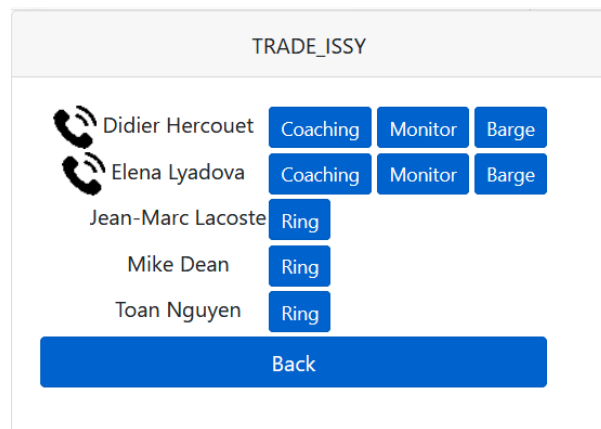 TRADE_ISSY
Didier Hercouet Coaching Monitor Barge
Elena Lyadova Coaching Monitor Barge
Jean-Marc Lacoste Ring
Mike Dean Ring
Toan Nguyen Ring
Back